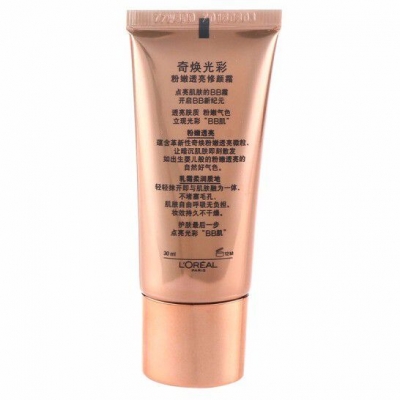 奇焕光彩
粉嫩透亮修颜霜
点亮肌肤的BB霜
开启BB新纪元
透亮肤质 粉嫩气色
立现光彩 “BB肌”
粉嫩透亮
蕴含革新性奇焕粉嫩透亮微粒,
让暗沉肌肤即刻散发
如出生婴儿般的粉嫩透亮的
自然好气色。
乳霜柔润质地
轻轻抹开即与肌肤融为一体,
不堵塞毛孔,
肌肤自由呼吸无负担。
妆效持久不干燥。
护肤最后一步
点亮光彩 “BB肌”
30 ml 12M
L'ORÉAL
PARIS